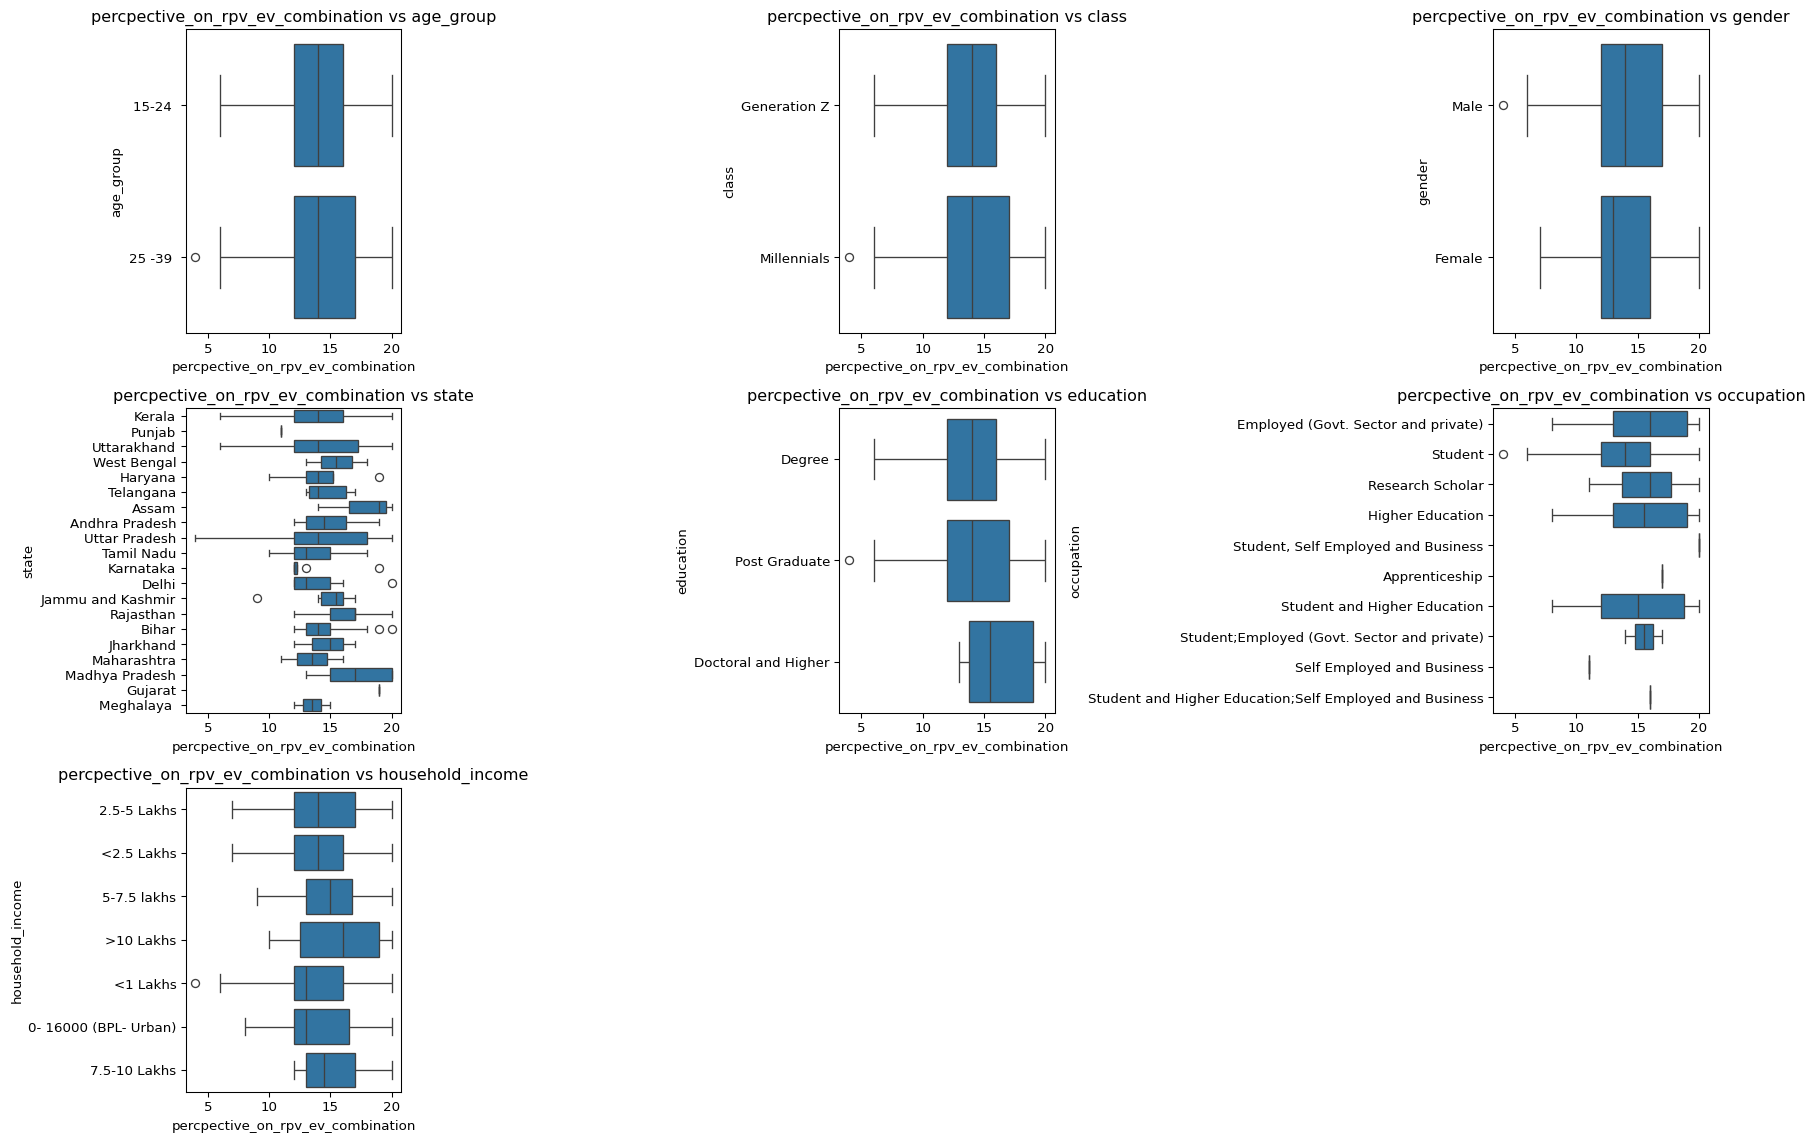 percpective_on_rpv_ev_combination vs age_group
15-24
25 -39
age_group
5 10 15 20
percpective_on_rpv_ev_combination
percpective_on_rpv_ev_combination vs class
Generation Z
Millennials
class
5 10 15 20
percpective_on_rpv_ev_combination
percpective_on_rpv_ev_combination vs gender
Male
Female
gender
5 10 15 20
percpective_on_rpv_ev_combination
percpective_on_rpv_ev_combination vs state
Kerala
Punjab
Uttarakhand
West Bengal
Haryana
Telangana
Assam
Andhra Pradesh
Uttar Pradesh
Tamil Nadu
Karnataka
Delhi
Jammu and Kashmir
Rajasthan
Bihar
Jharkhand
Maharashtra
Madhya Pradesh
Gujarat
Meghalaya
state
5 10 15 20
percpective_on_rpv_ev_combination
percpective_on_rpv_ev_combination vs education
Degree
Post Graduate
Doctoral and Higher
education
5 10 15 20
percpective_on_rpv_ev_combination
percpective_on_rpv_ev_combination vs occupation
Employed (Govt. Sector and private)
Student
Research Scholar
Higher Education
Student, Self Employed and Business
Apprenticeship
Student and Higher Education
Student;Employed (Govt. Sector and private)
Self Employed and Business
Student and Higher Education;Self Employed and Business
occupation
5 10 15 20
percpective_on_rpv_ev_combination
percpective_on_rpv_ev_combination vs household_income
2.5-5 Lakhs
<2.5 Lakhs
5-7.5 lakhs
>10 Lakhs
<1 Lakhs
0- 16000 (BPL- Urban)
7.5-10 Lakhs
household_income
5 10 15 20
percpective_on_rpv_ev_combination